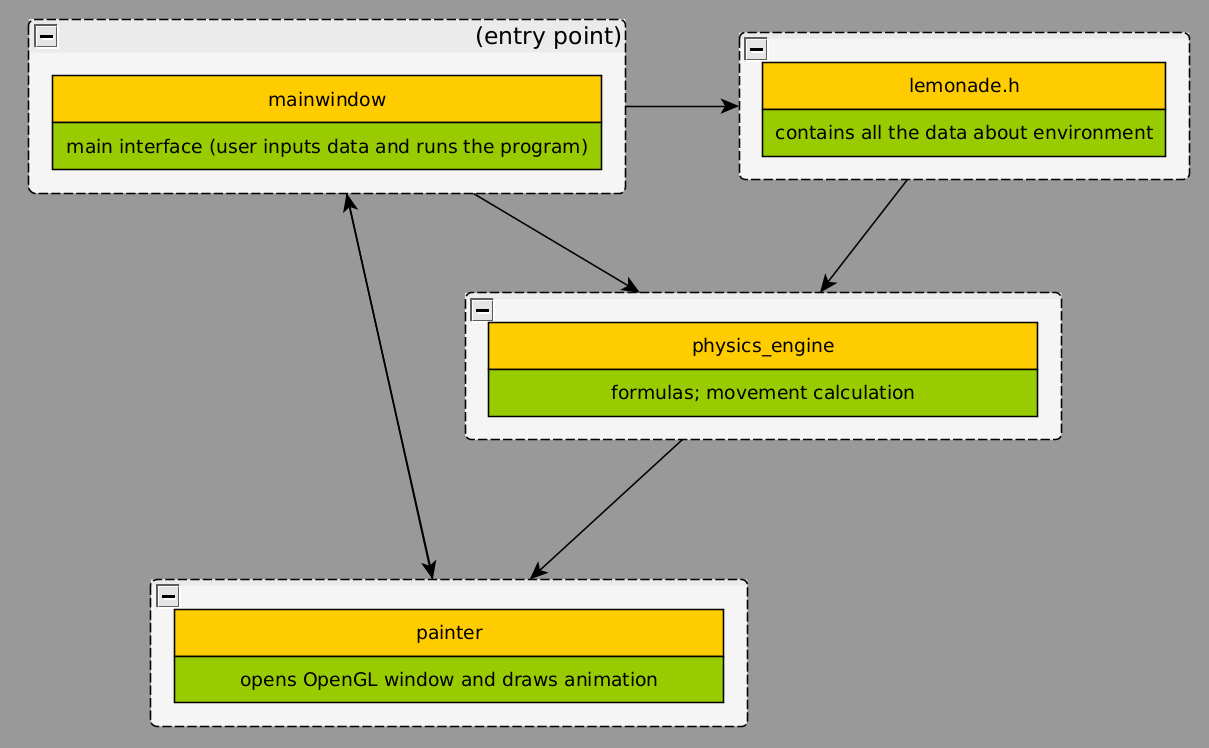 (entry point)
mainwindow
main interface (user inputs data and runs the program)
lemonade.h
contains all the data about environment
physics_engine
formulas; movement calculation
painter
opens OpenGL window and draws animation